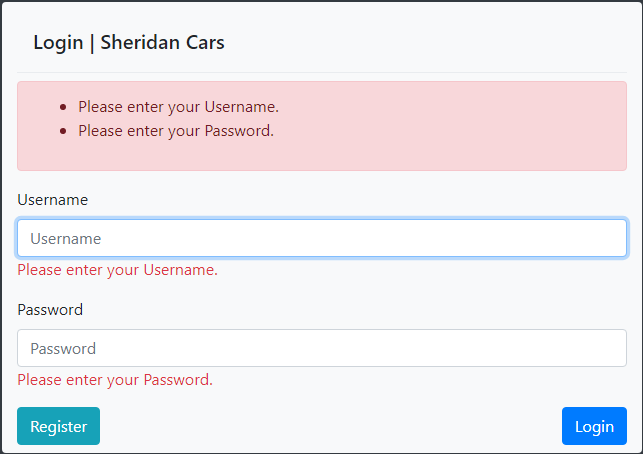 Login | Sheridan Cars
Please enter your Username.
Please enter your Password.
Username
Username
Please enter your Username.
Password
Password
Please enter your Password.
Register Login